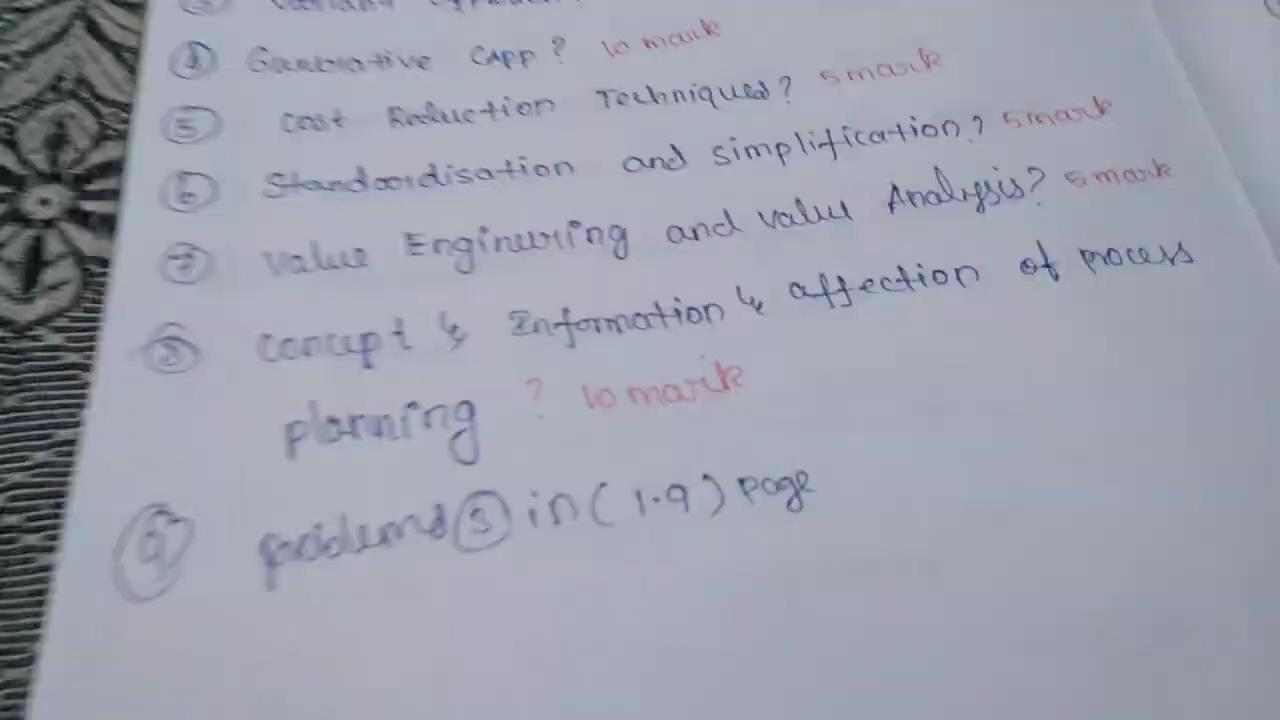 ④ Generative CAPP? 10 mark
⑤ Cost Reduction Techniques? 5 mark
⑥ Standardisation and simplification? 5 mark
⑦ Value Engineering and value Analysis? 5 mark
⑧ Concept & Information & affection of process
planning ? 10 mark
⑨ problems ⑤ in (1.9) page